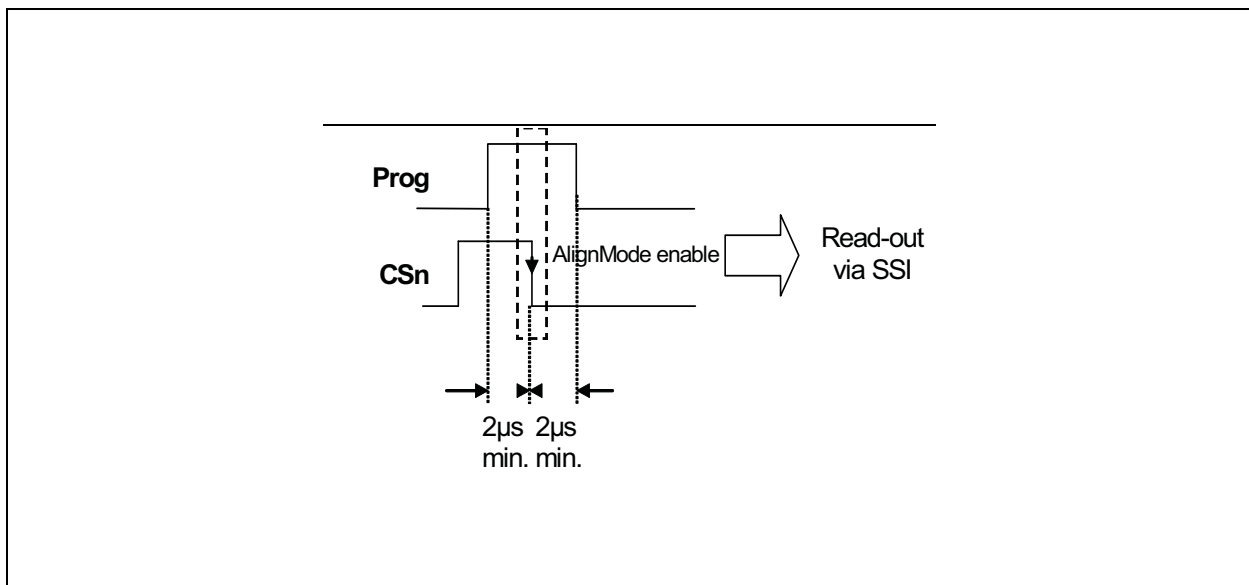 Prog
CSn
AlignMode enable
Read-out
via SSI
2µs 2µs
min. min.